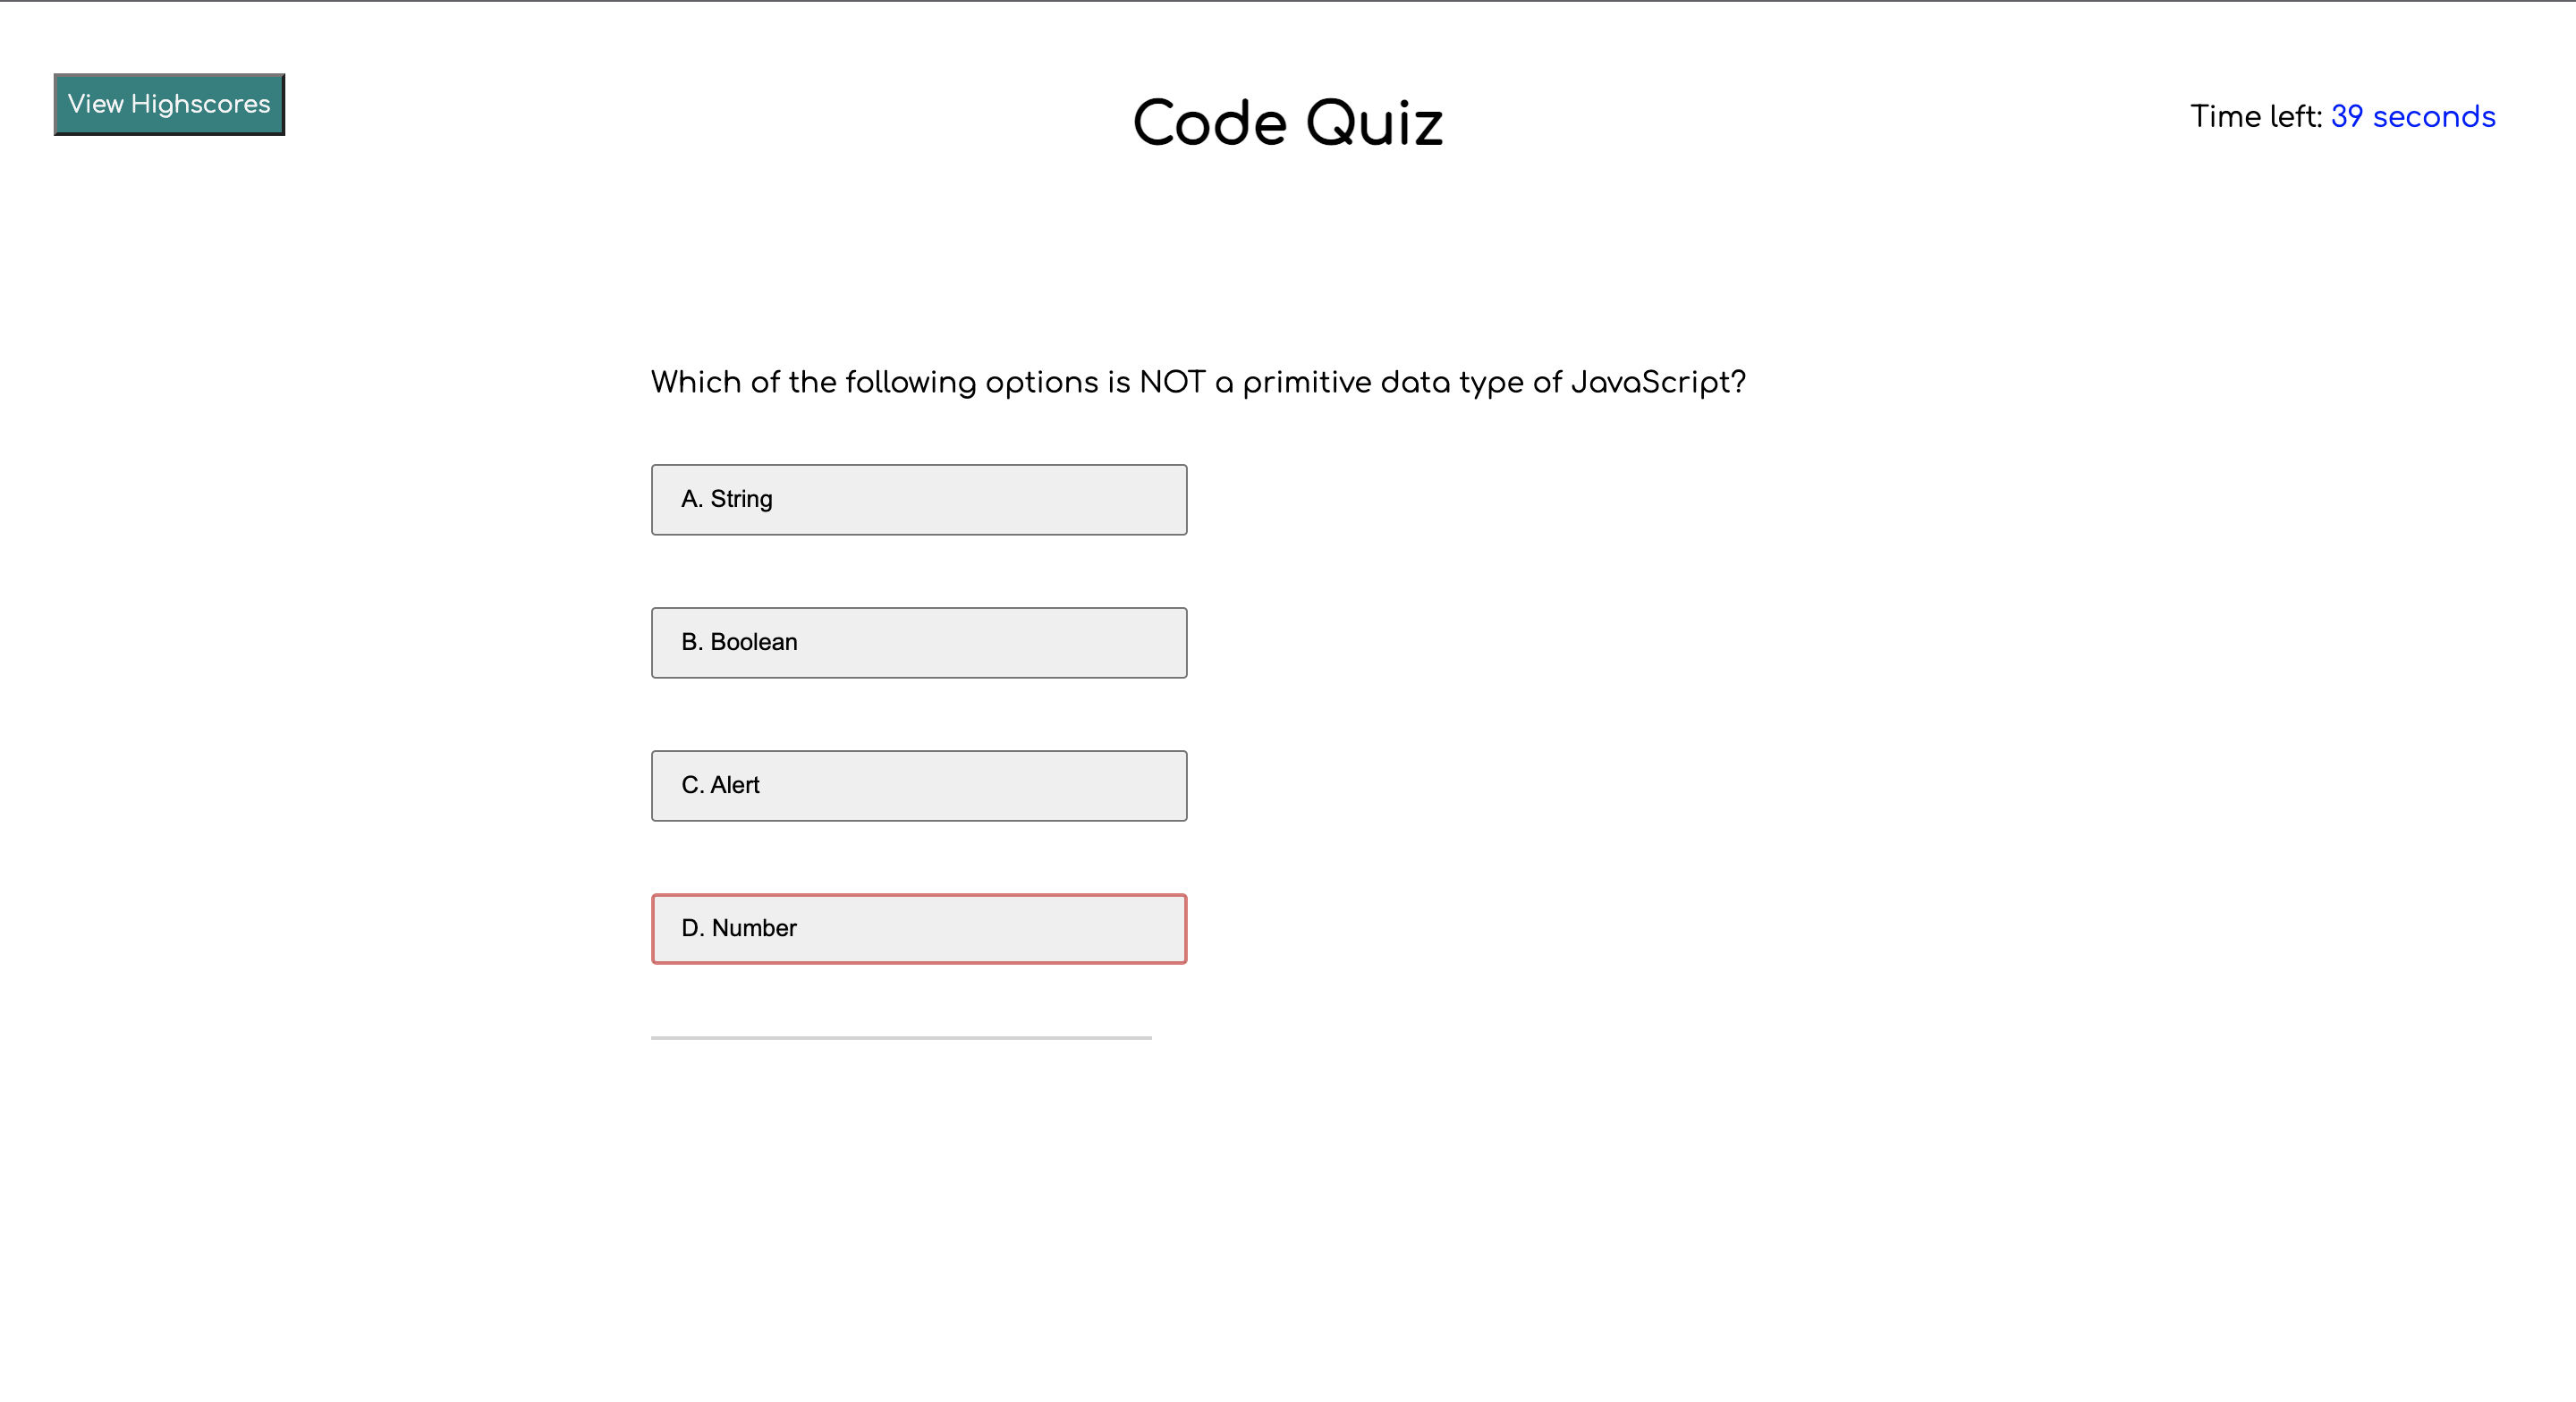 View Highscores
Code Quiz
Time left: 39 seconds
Which of the following options is NOT a primitive data type of JavaScript?
A. String
B. Boolean
C. Alert
D. Number